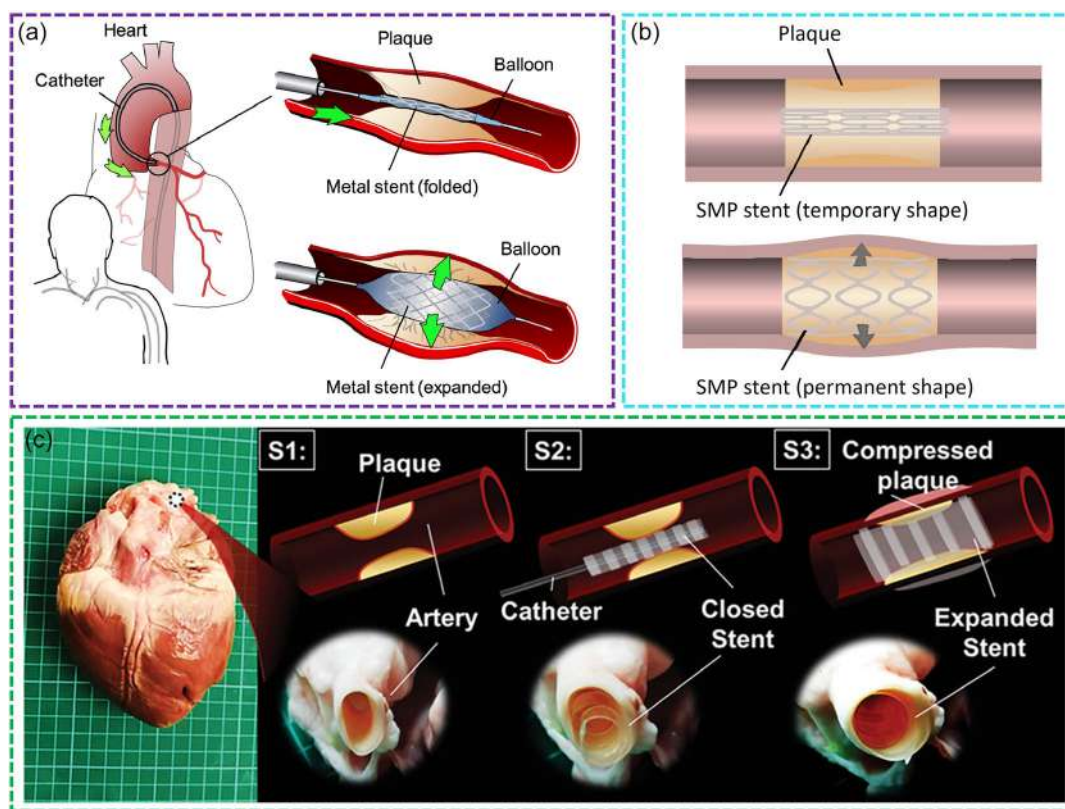 (a)
Heart
Catheter
Plaque
Balloon
Metal stent (folded)
Balloon
Metal stent (expanded)
(b)
Plaque
SMP stent (temporary shape)
SMP stent (permanent shape)
(c)
S1:
Plaque
Artery
S2:
Catheter
Closed
Stent
S3:
Compressed
plaque
Expanded
Stent